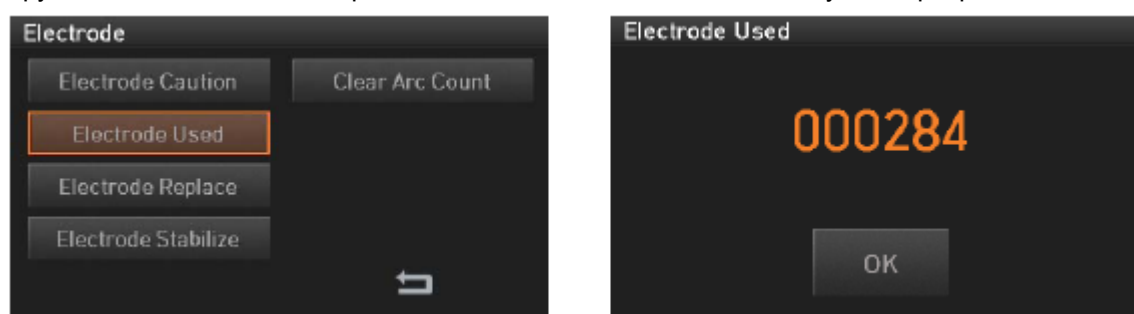 Electrode
Electrode Caution
Clear Arc Count
Electrode Used
Electrode Replace
Electrode Stabilize
Electrode Used
000284
OK